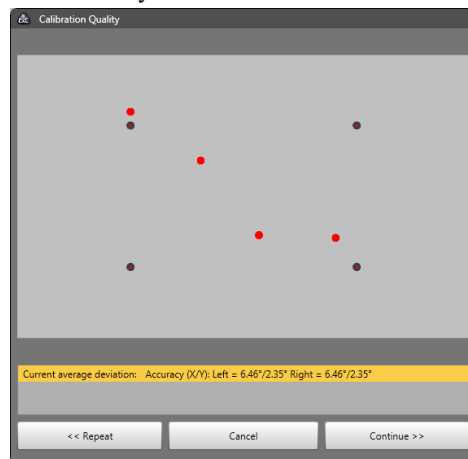 Calibration Quality
Current average deviation: Accuracy (X/Y): Left = 6.46°/2.35° Right = 6.46°/2.35°
<< Repeat
Cancel
Continue >>